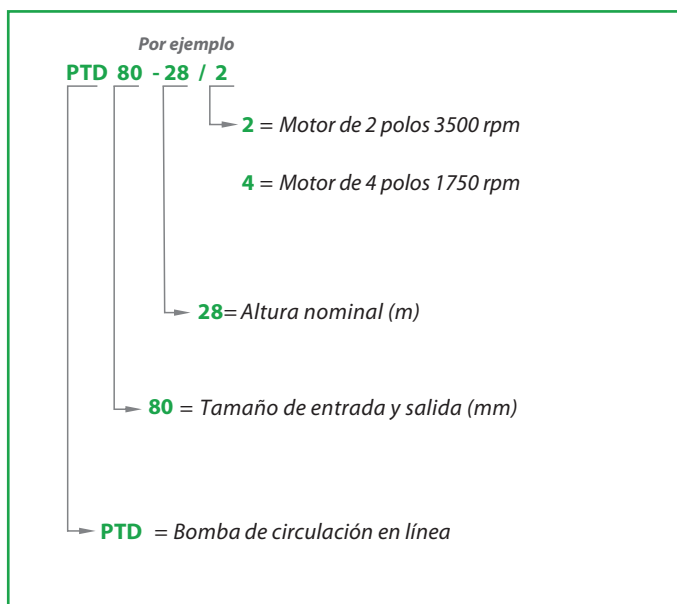 Por ejemplo
PTD 80 - 28 / 2
2 = Motor de 2 polos 3500 rpm
4 = Motor de 4 polos 1750 rpm
28= Altura nominal (m)
80 = Tamaño de entrada y salida (mm)
PTD = Bomba de circulación en línea